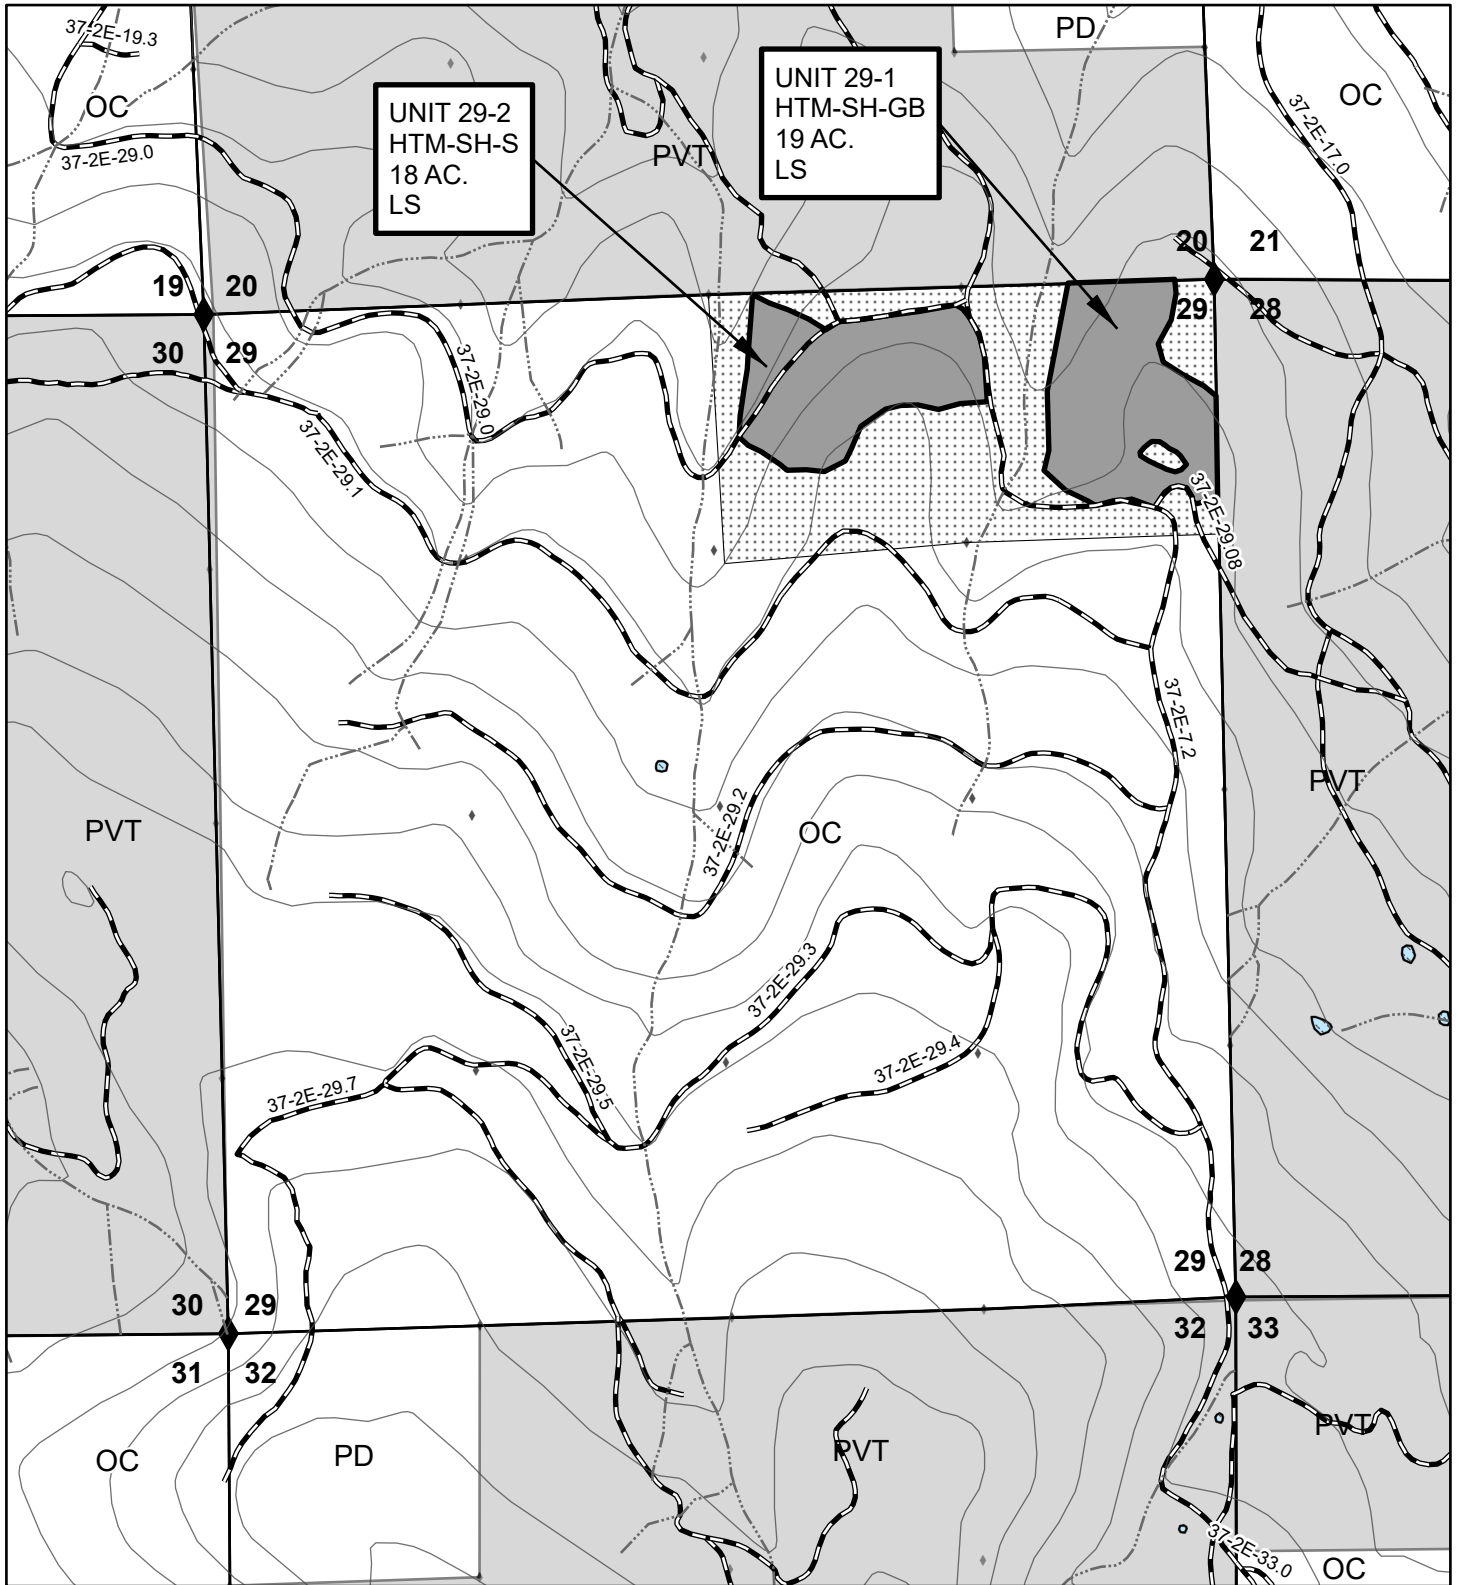 37-2E-19.3
PD
OC
OC
UNIT 29-2
HTM-SH-S
18 AC.
LS
UNIT 29-1
HTM-SH-GB
19 AC.
LS
37-2E-17.0
37-2E-29.0
PVT
20
21
19
20
29
28
30
29
37-2E-29.0
37-2E-29.1
37-2E-29.08
37-2E-7.2
PVT
37-2E-29.2
OC
PVT
37-2E-29.3
37-2E-29.5
37-2E-29.4
37-2E-29.7
29
28
30
29
32
33
31
32
PVT
PVT
OC
PD
37-2E-33.0
OC